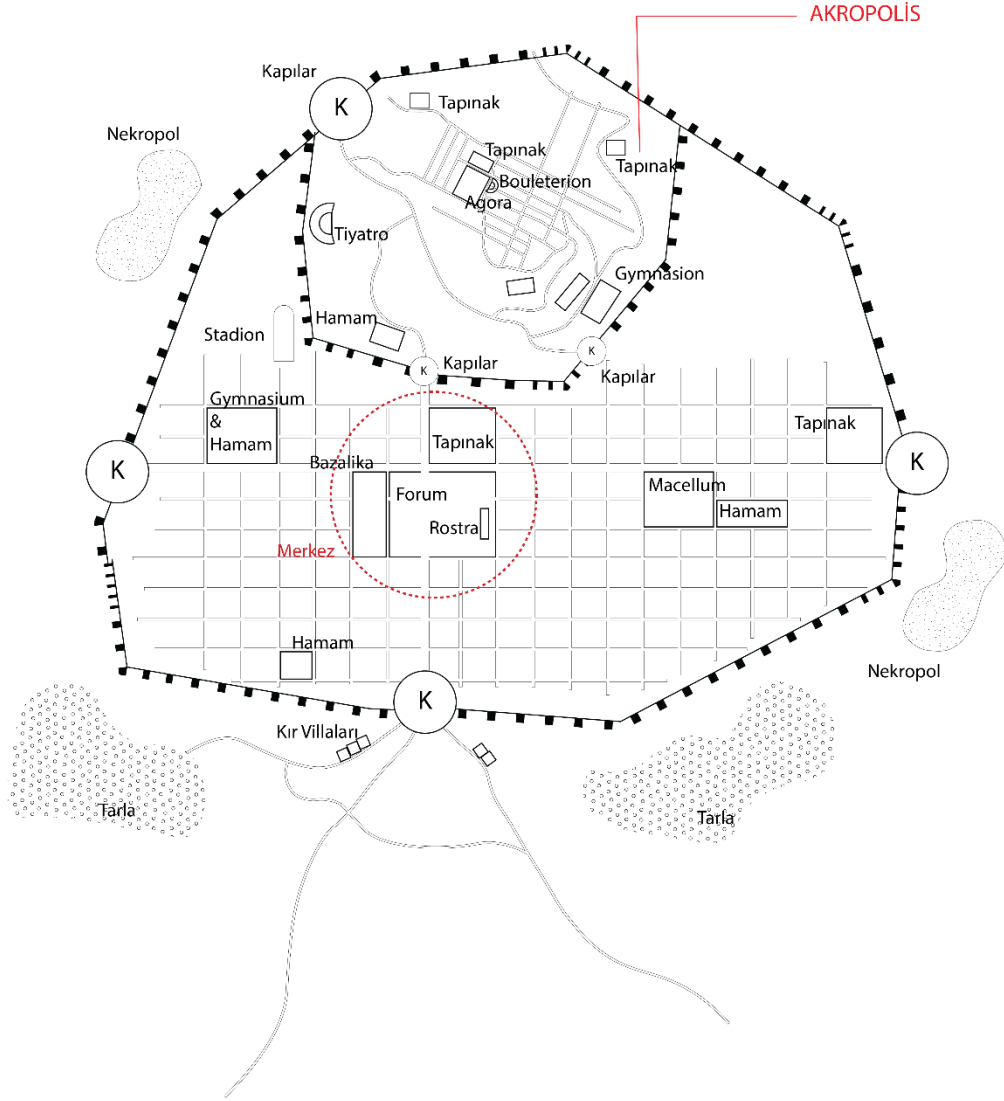 AKROPOLİS
Kapılar
K
Tapınak
Nekropol
Tapınak
Tapınak
Bouleterion
Agora
Tiyatro
Gymnasion
Hamam
Stadion
K
Kapılar
K
Kapılar
Gymnasium
&
Hamam
Tapınak
Tapınak
K
K
Bazalika
Forum
Macellum
Hamam
Rostra
Merkez
Hamam
Nekropol
K
Kır Villaları
Tarla
Tarla